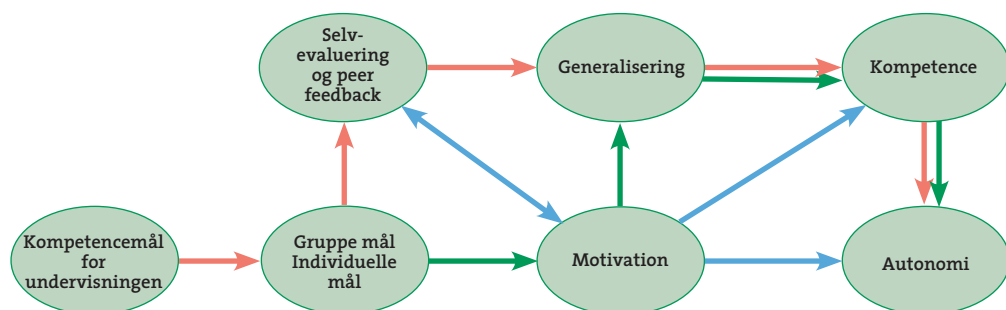 Selv-
evaluering
og peer
feedback
Generalisering
Kompetence
Kompetencemål
for
undervisningen
Gruppe mål
Individuelle
mål
Motivation
Autonomi